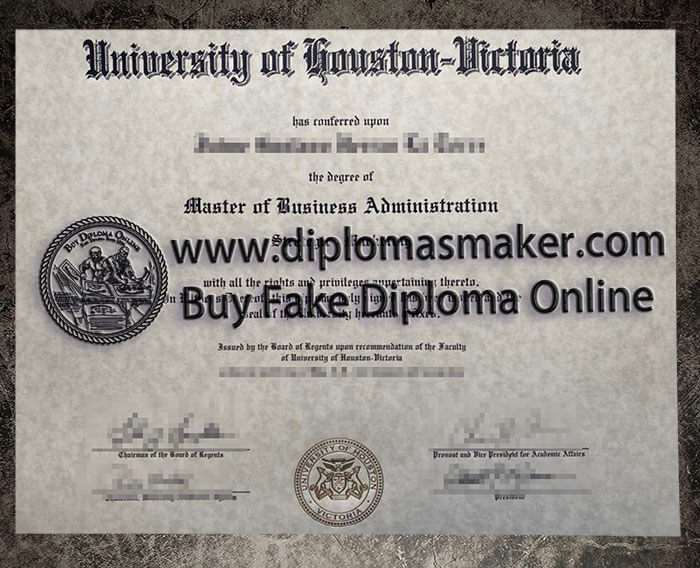 University of Houston-Victoria
has conferred upon
the degree of
Master of Business Administration
BUY DIPLOMA ONLINE
www.diplomasmaker.com
with all the rights and privileges appertaining thereto.
Buy Fake Diploma Online
Issued by the Board of Regents upon recommendation of the Faculty
of University of Houston-Victoria
Chairman of the Board of Regents
Provost and Vice President for Academic Affairs
President
UNIVERSITY OF HOUSTON
VICTORIA